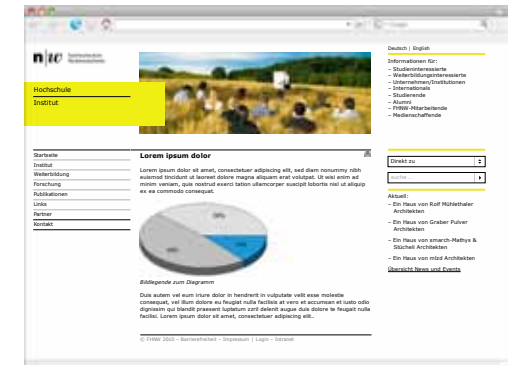 Deutsch | English
n|w
Informationen für:
– Studieninteressierte
– Weiterbildungsinteressierte
– Unternehmen/Institutionen
– Internationals
– Studierende
– Alumni
– FHNW-Mitarbeitende
– Medienschaffende
Hochschule
Institut
Startseite
Institut
Weiterbildung
Forschung
Publikationen
Links
Partner
Kontakt
Lorem ipsum dolor
Lorem ipsum dolor sit amet, consectetuer adipiscing elit, sed diam nonummy nibh
euismod tincidunt ut laoreet dolore magna aliquam erat volutpat. Ut wisi enim ad
minim veniam, quis nostrud exerci tation ullamcorper suscipit lobortis nisl ut aliquip
ex ea commodo consequat.
Bildlegende zum Diagramm
Duis autem vel eum iriure dolor in hendrerit in vulputate velit esse molestie
consequat, vel illum dolore eu feugiat nulla facilisis at vero et accumsan et iusto odio
dignissim qui blandit praesent luptatum zzril delenit augue duis dolore te feugait nulla
facilisi. Lorem ipsum dolor sit amet, consectetuer adipiscing elit..
© FHNW 2010 – Barrierefreiheit – Impressum | Login – Intranet
Direkt zu
suche...
Aktuell:
– Ein Haus von Rolf Mühlethaler
Architekten
– Ein Haus von Graber Pulver
Architekten
– Ein Haus von smarch-Mathys &
Stücheli Architekten
– Ein Haus von mlzd Architekten
Übersicht News und Events